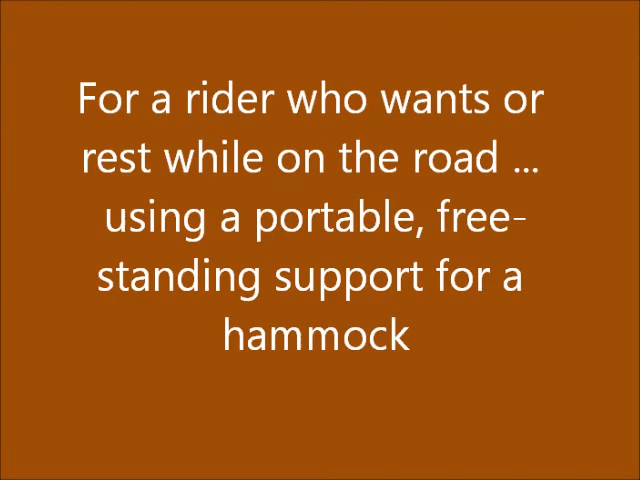 For a rider who wants or
rest while on the road ...
using a portable, free-
standing support for a
hammock